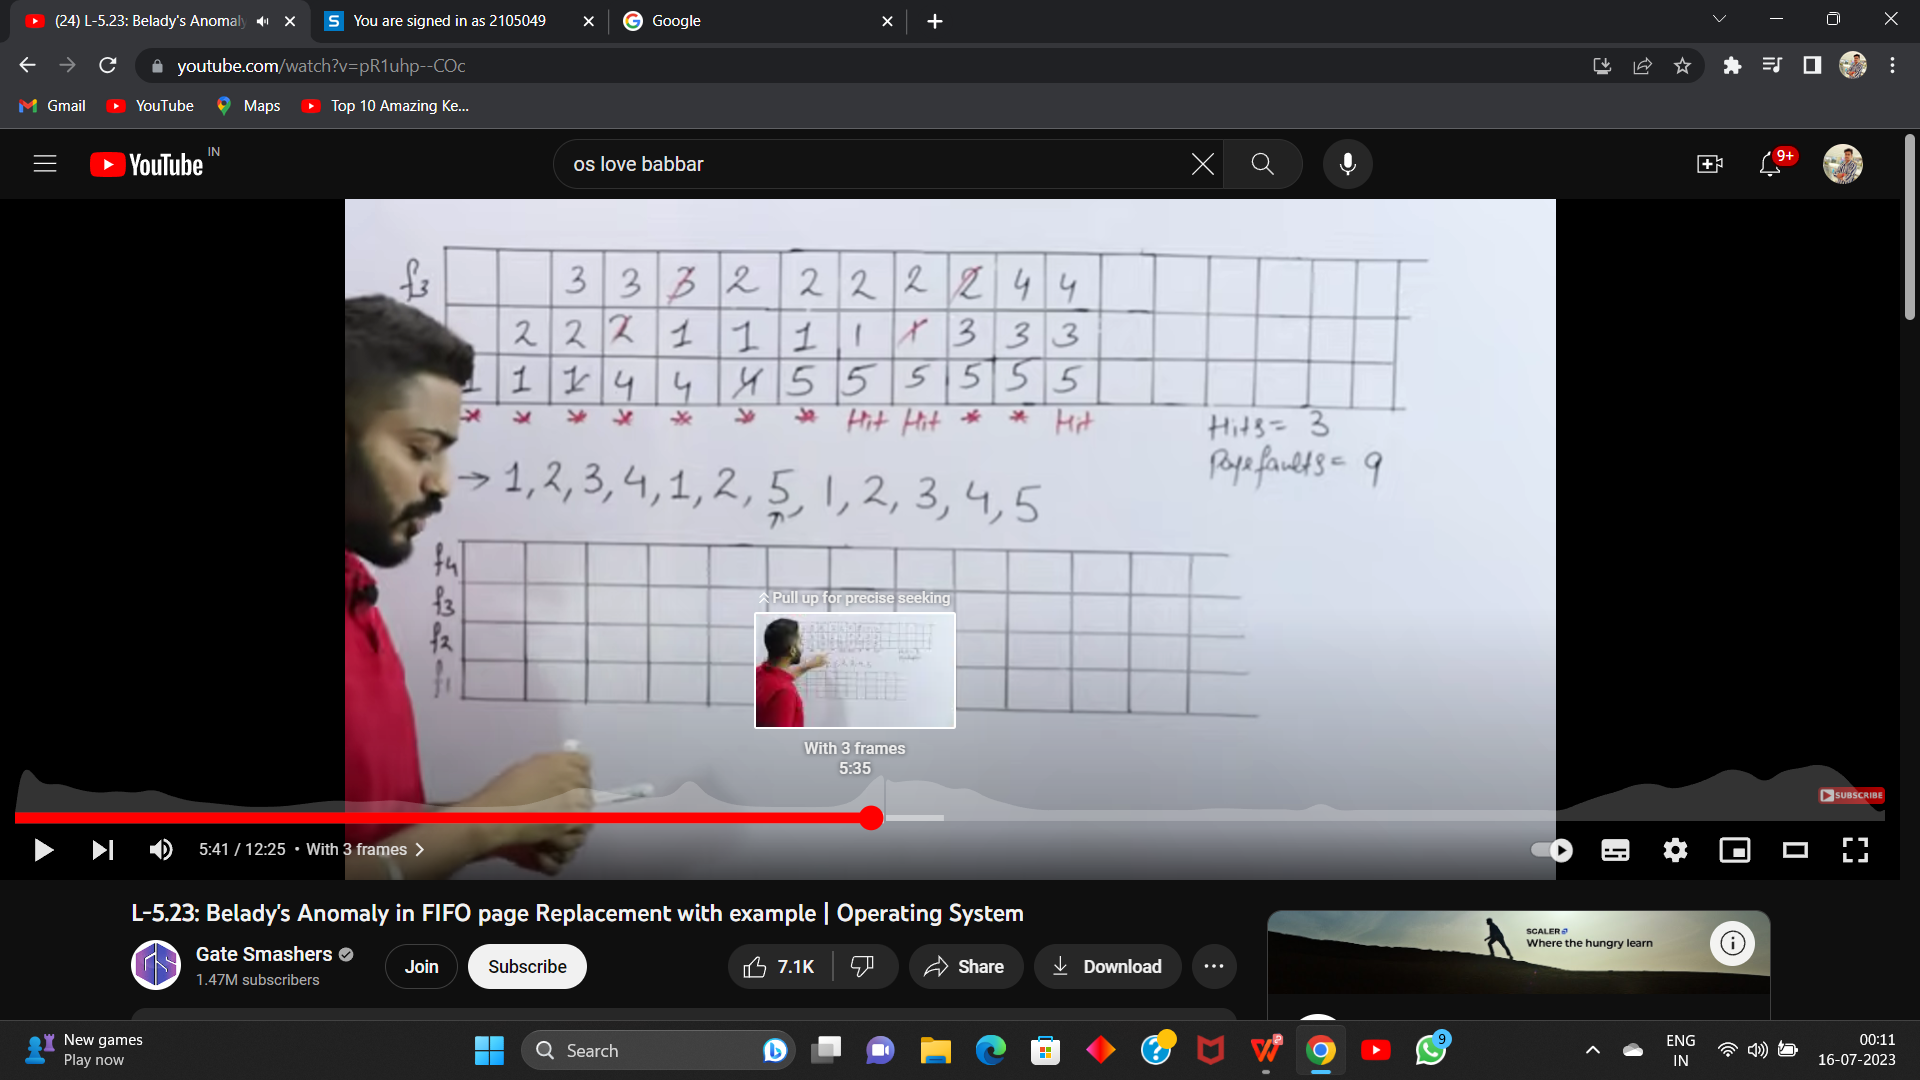 (24) L-5.23: Belady's Anomaly
You are signed in as 2105049
Google
youtube.com/watch?v=pR1uhp--COc
Gmail YouTube Maps Top 10 Amazing Ke...
YouTube IN
os love babbar
9+
f3 3 3 3 2 2 2 2 2 4 4
2 2 2 1 1 1 1 1 3 3 3
1 1 1 4 4 4 5 5 5 5 5 5
* * * * * * * Hit Hit * * Hit
Hits = 3
Pagefaults = 9
→ 1, 2, 3, 4, 1, 2, 5, 1, 2, 3, 4, 5
f4
f3
f2
f1
Pull up for precise seeking
With 3 frames
5:35
SUBSCRIBE
5:41 / 12:25 • With 3 frames
L-5.23: Belady's Anomaly in FIFO page Replacement with example | Operating System
Gate Smashers
1.47M subscribers
Join
Subscribe
7.1K
Share
Download
SCALER
Where the hungry learn
New games
Play now
Search
9
ENG
IN
00:11
16-07-2023